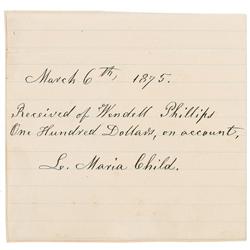 March 6th, 1875.
Received of Wendell Phillips
One Hundred Dollars, on account,
L. Maria Child.